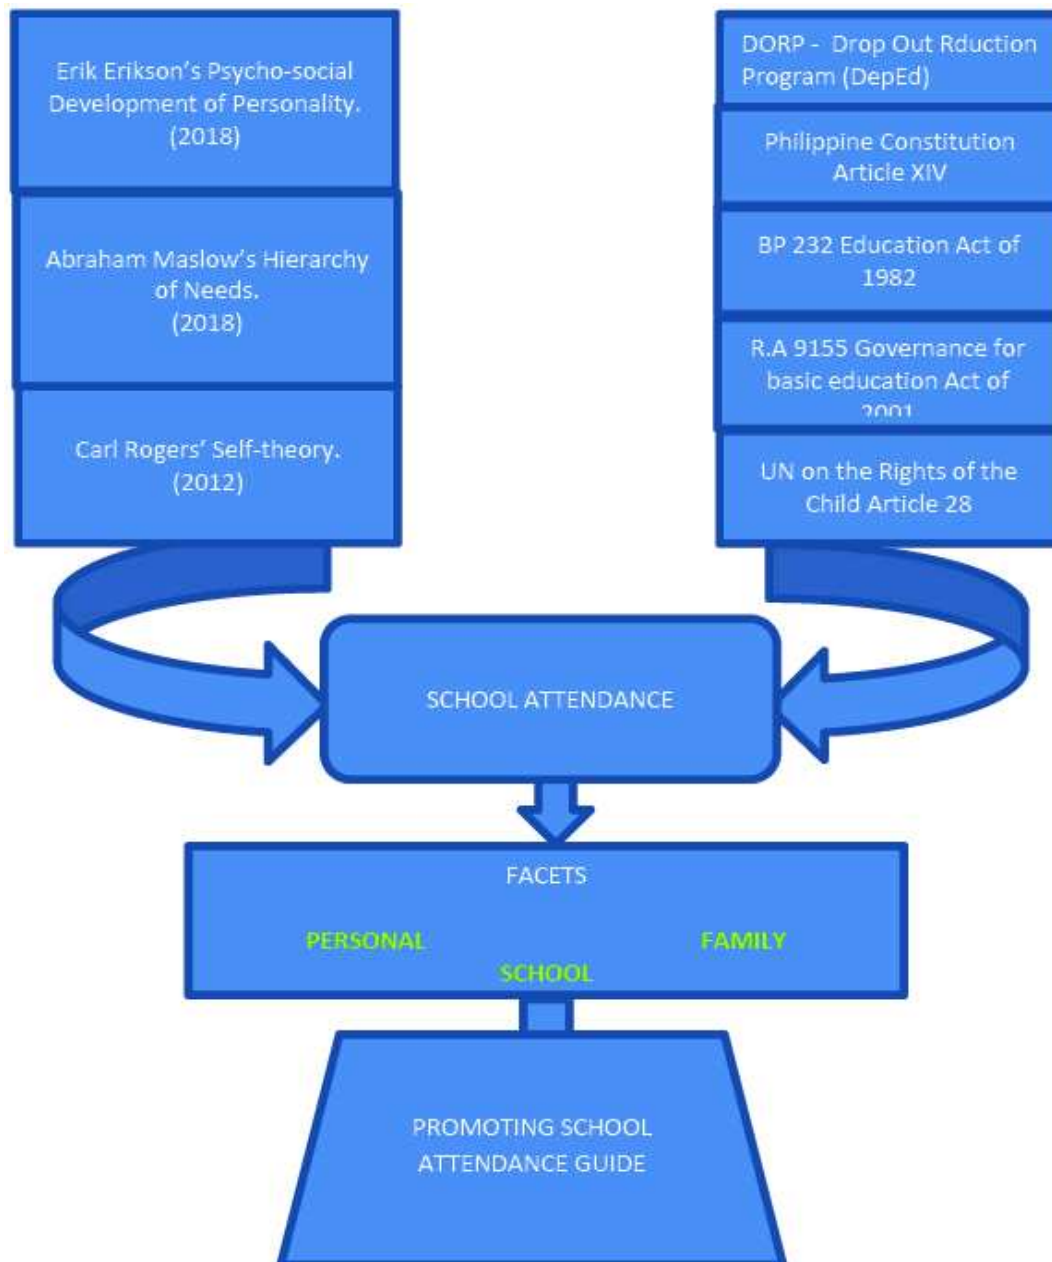 Erik Erikson's Psycho-social
Development of Personality.
(2018)
Abraham Maslow's Hierarchy
of Needs.
(2018)
Carl Rogers' Self-theory.
(2012)
DORP -  Drop Out Rduction
Program (DepEd)
Philippine Constitution
Article XIV
BP 232 Education Act of
1982
R.A 9155 Governance for
basic education Act of
2001
UN on the Rights of the
Child Article 28
SCHOOL ATTENDANCE
FACETS
PERSONAL FAMILY
SCHOOL
PROMOTING SCHOOL
ATTENDANCE GUIDE